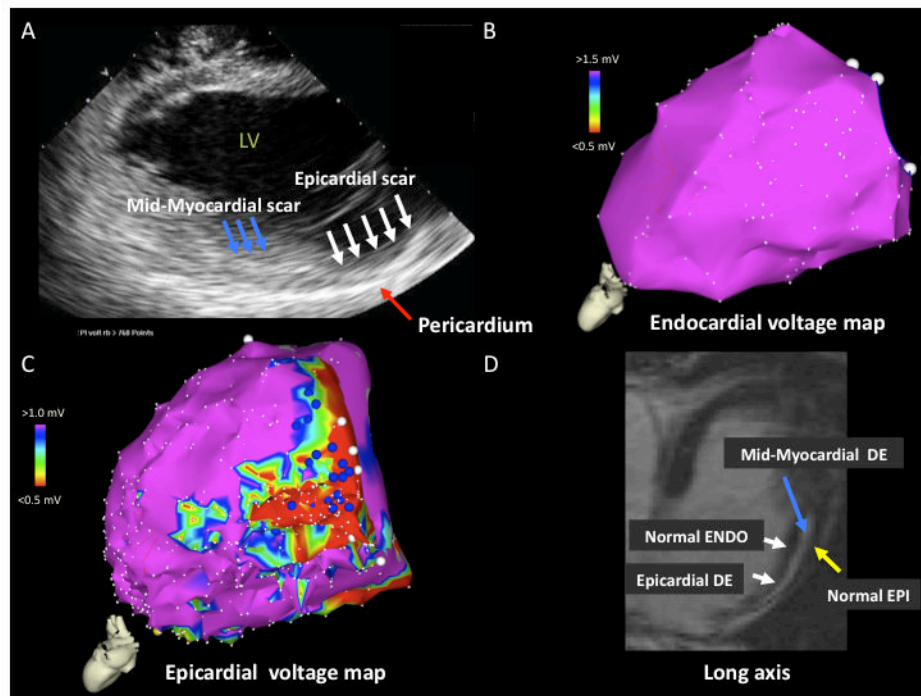 A
LV
Epicardial scar
Mid-Myocardial scar
Pericardium
B
>1.5 mV
<0.5 mV
Endocardial voltage map
C
>1.0 mV
<0.5 mV
Epicardial voltage map
D
Mid-Myocardial DE
Normal ENDO
Epicardial DE
Normal EPI
Long axis